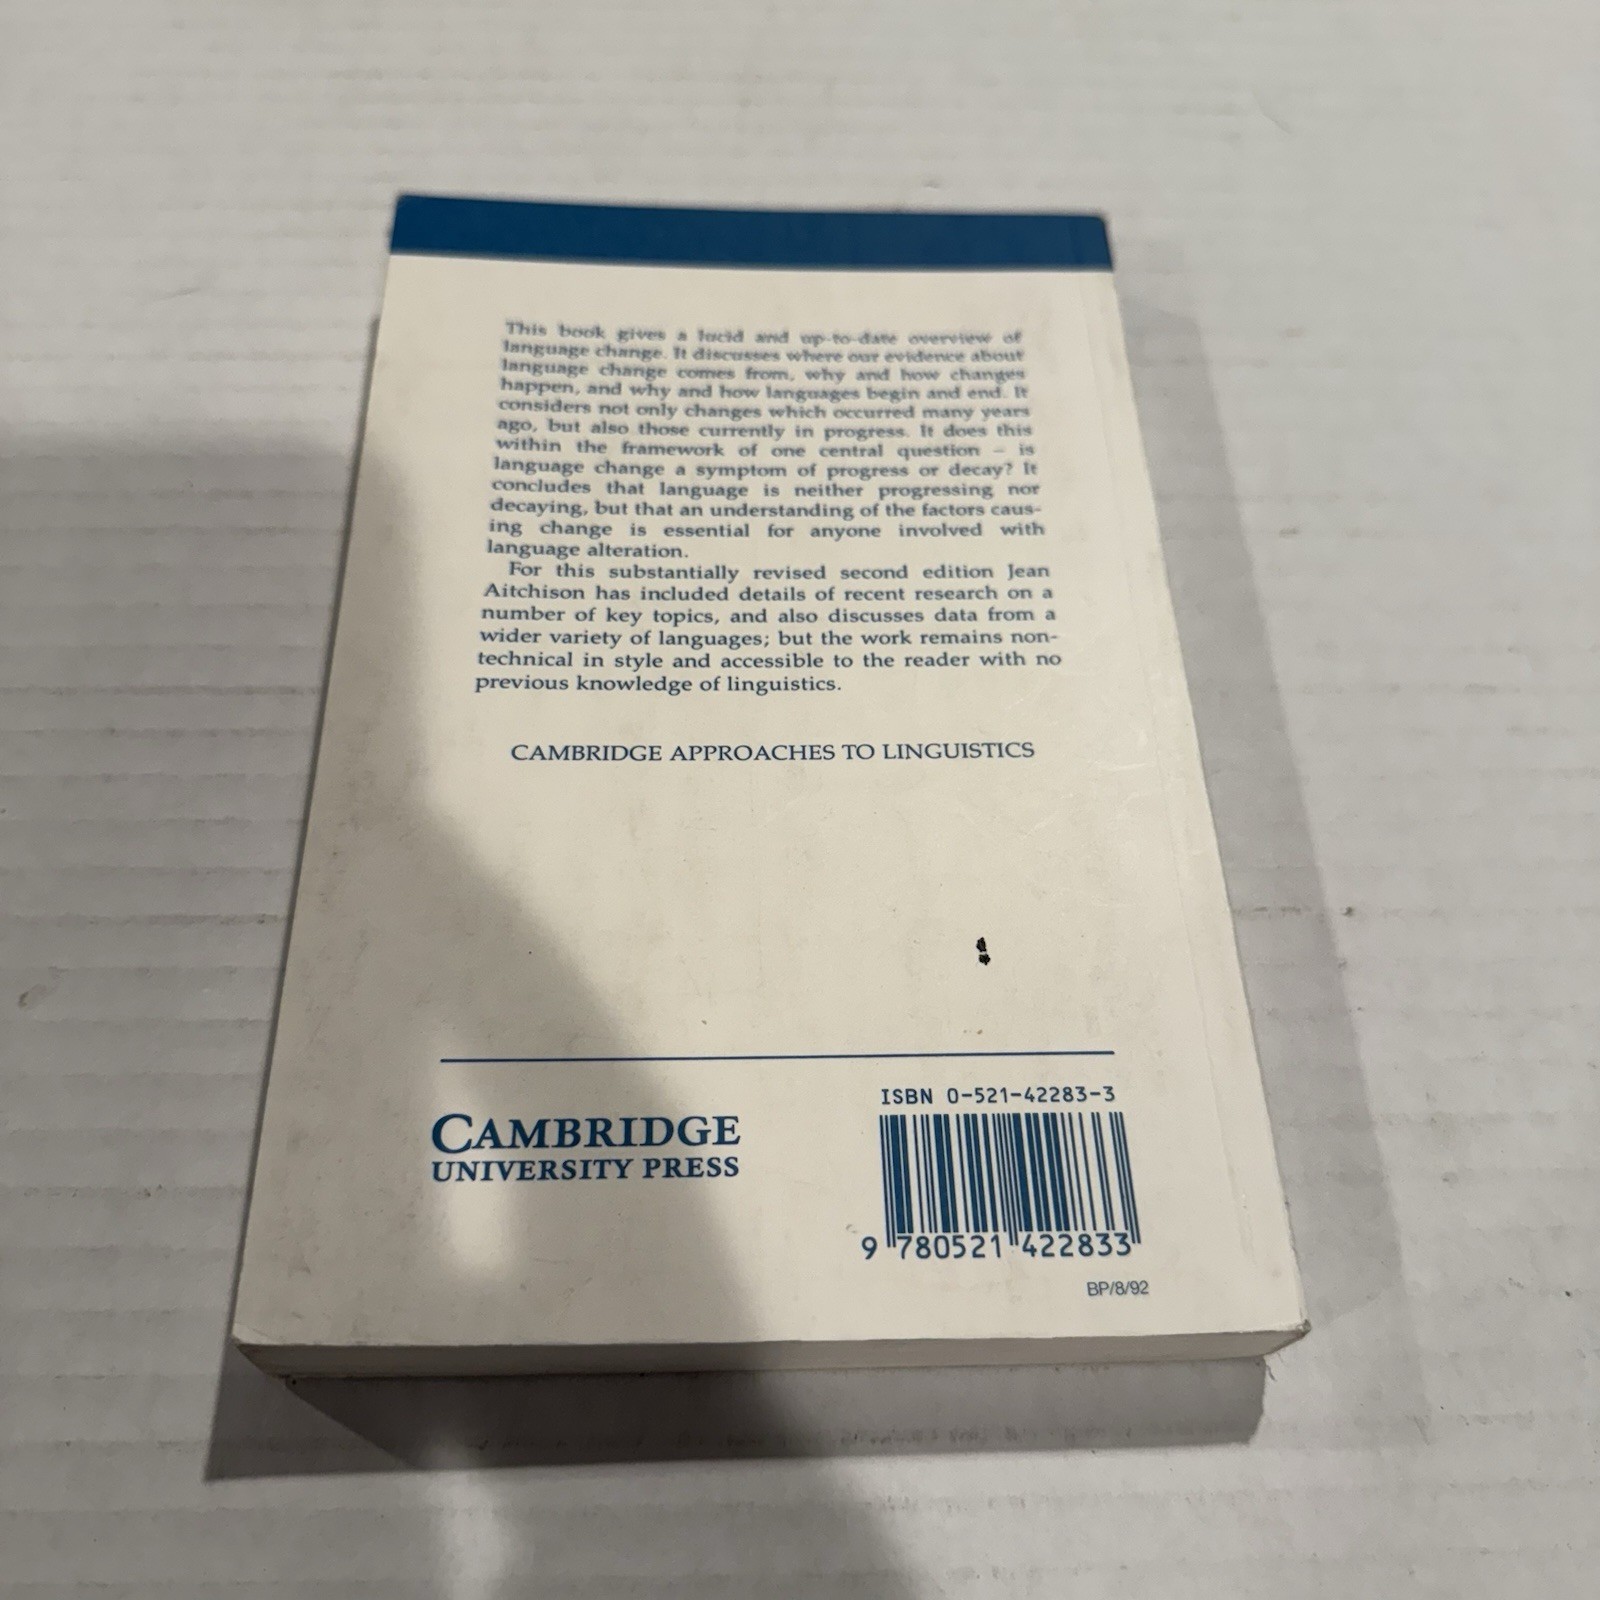 This book gives a lucid and up-to-date overview of
language change. It discusses where our evidence about
language change comes from, why and how changes
happen, and why and how languages begin and end. It
considers not only changes which occurred many years
ago, but also those currently in progress. It does this
within the framework of one central question – is
language change a symptom of progress or decay? It
concludes that language is neither progressing nor
decaying, but that an understanding of the factors caus-
ing change is essential for anyone involved with
language alteration.
For this substantially revised second edition Jean
Aitchison has included details of recent research on a
number of key topics, and also discusses data from a
wider variety of languages; but the work remains non-
technical in style and accessible to the reader with no
previous knowledge of linguistics.
CAMBRIDGE APPROACHES TO LINGUISTICS
CAMBRIDGE
UNIVERSITY PRESS
ISBN 0-521-42283-3
9 780521 422833
BP/8/92